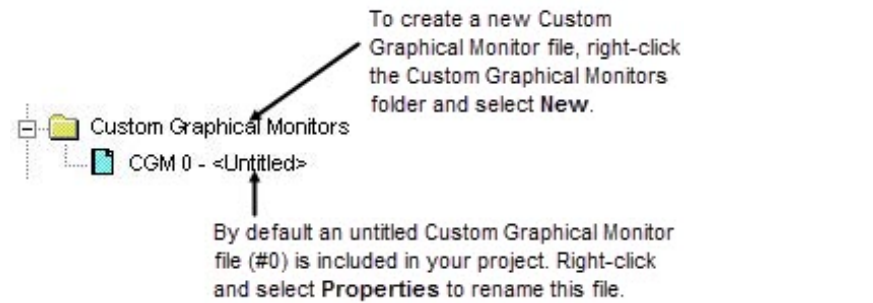 To create a new Custom
Graphical Monitor file, right-click
the Custom Graphical Monitors
folder and select New.
Custom Graphical Monitors
CGM 0 - <Untitled>
By default an untitled Custom Graphical Monitor
file (#0) is included in your project. Right-click
and select Properties to rename this file.